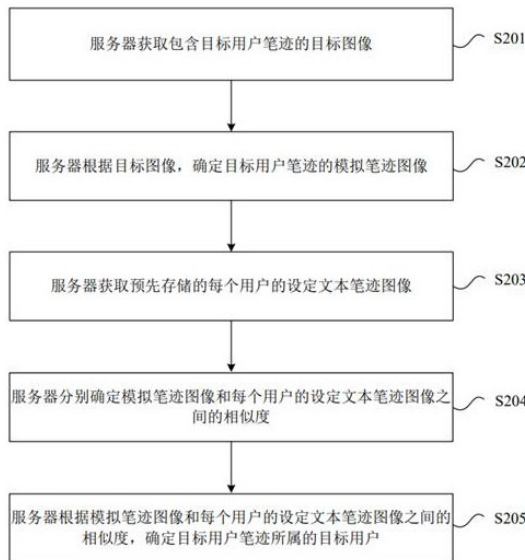 服务器获取包含目标用户笔迹的目标图像
S201
服务器根据目标图像，确定目标用户笔迹的模拟笔迹图像
S202
服务器获取预先存储的每个用户的设定文本笔迹图像
S203
服务器分别确定模拟笔迹图像和每个用户的设定文本笔迹图像之
间的相似度
S204
服务器根据模拟笔迹图像和每个用户的设定文本笔迹图像之间的
相似度，确定目标用户笔迹所属的目标用户
S205